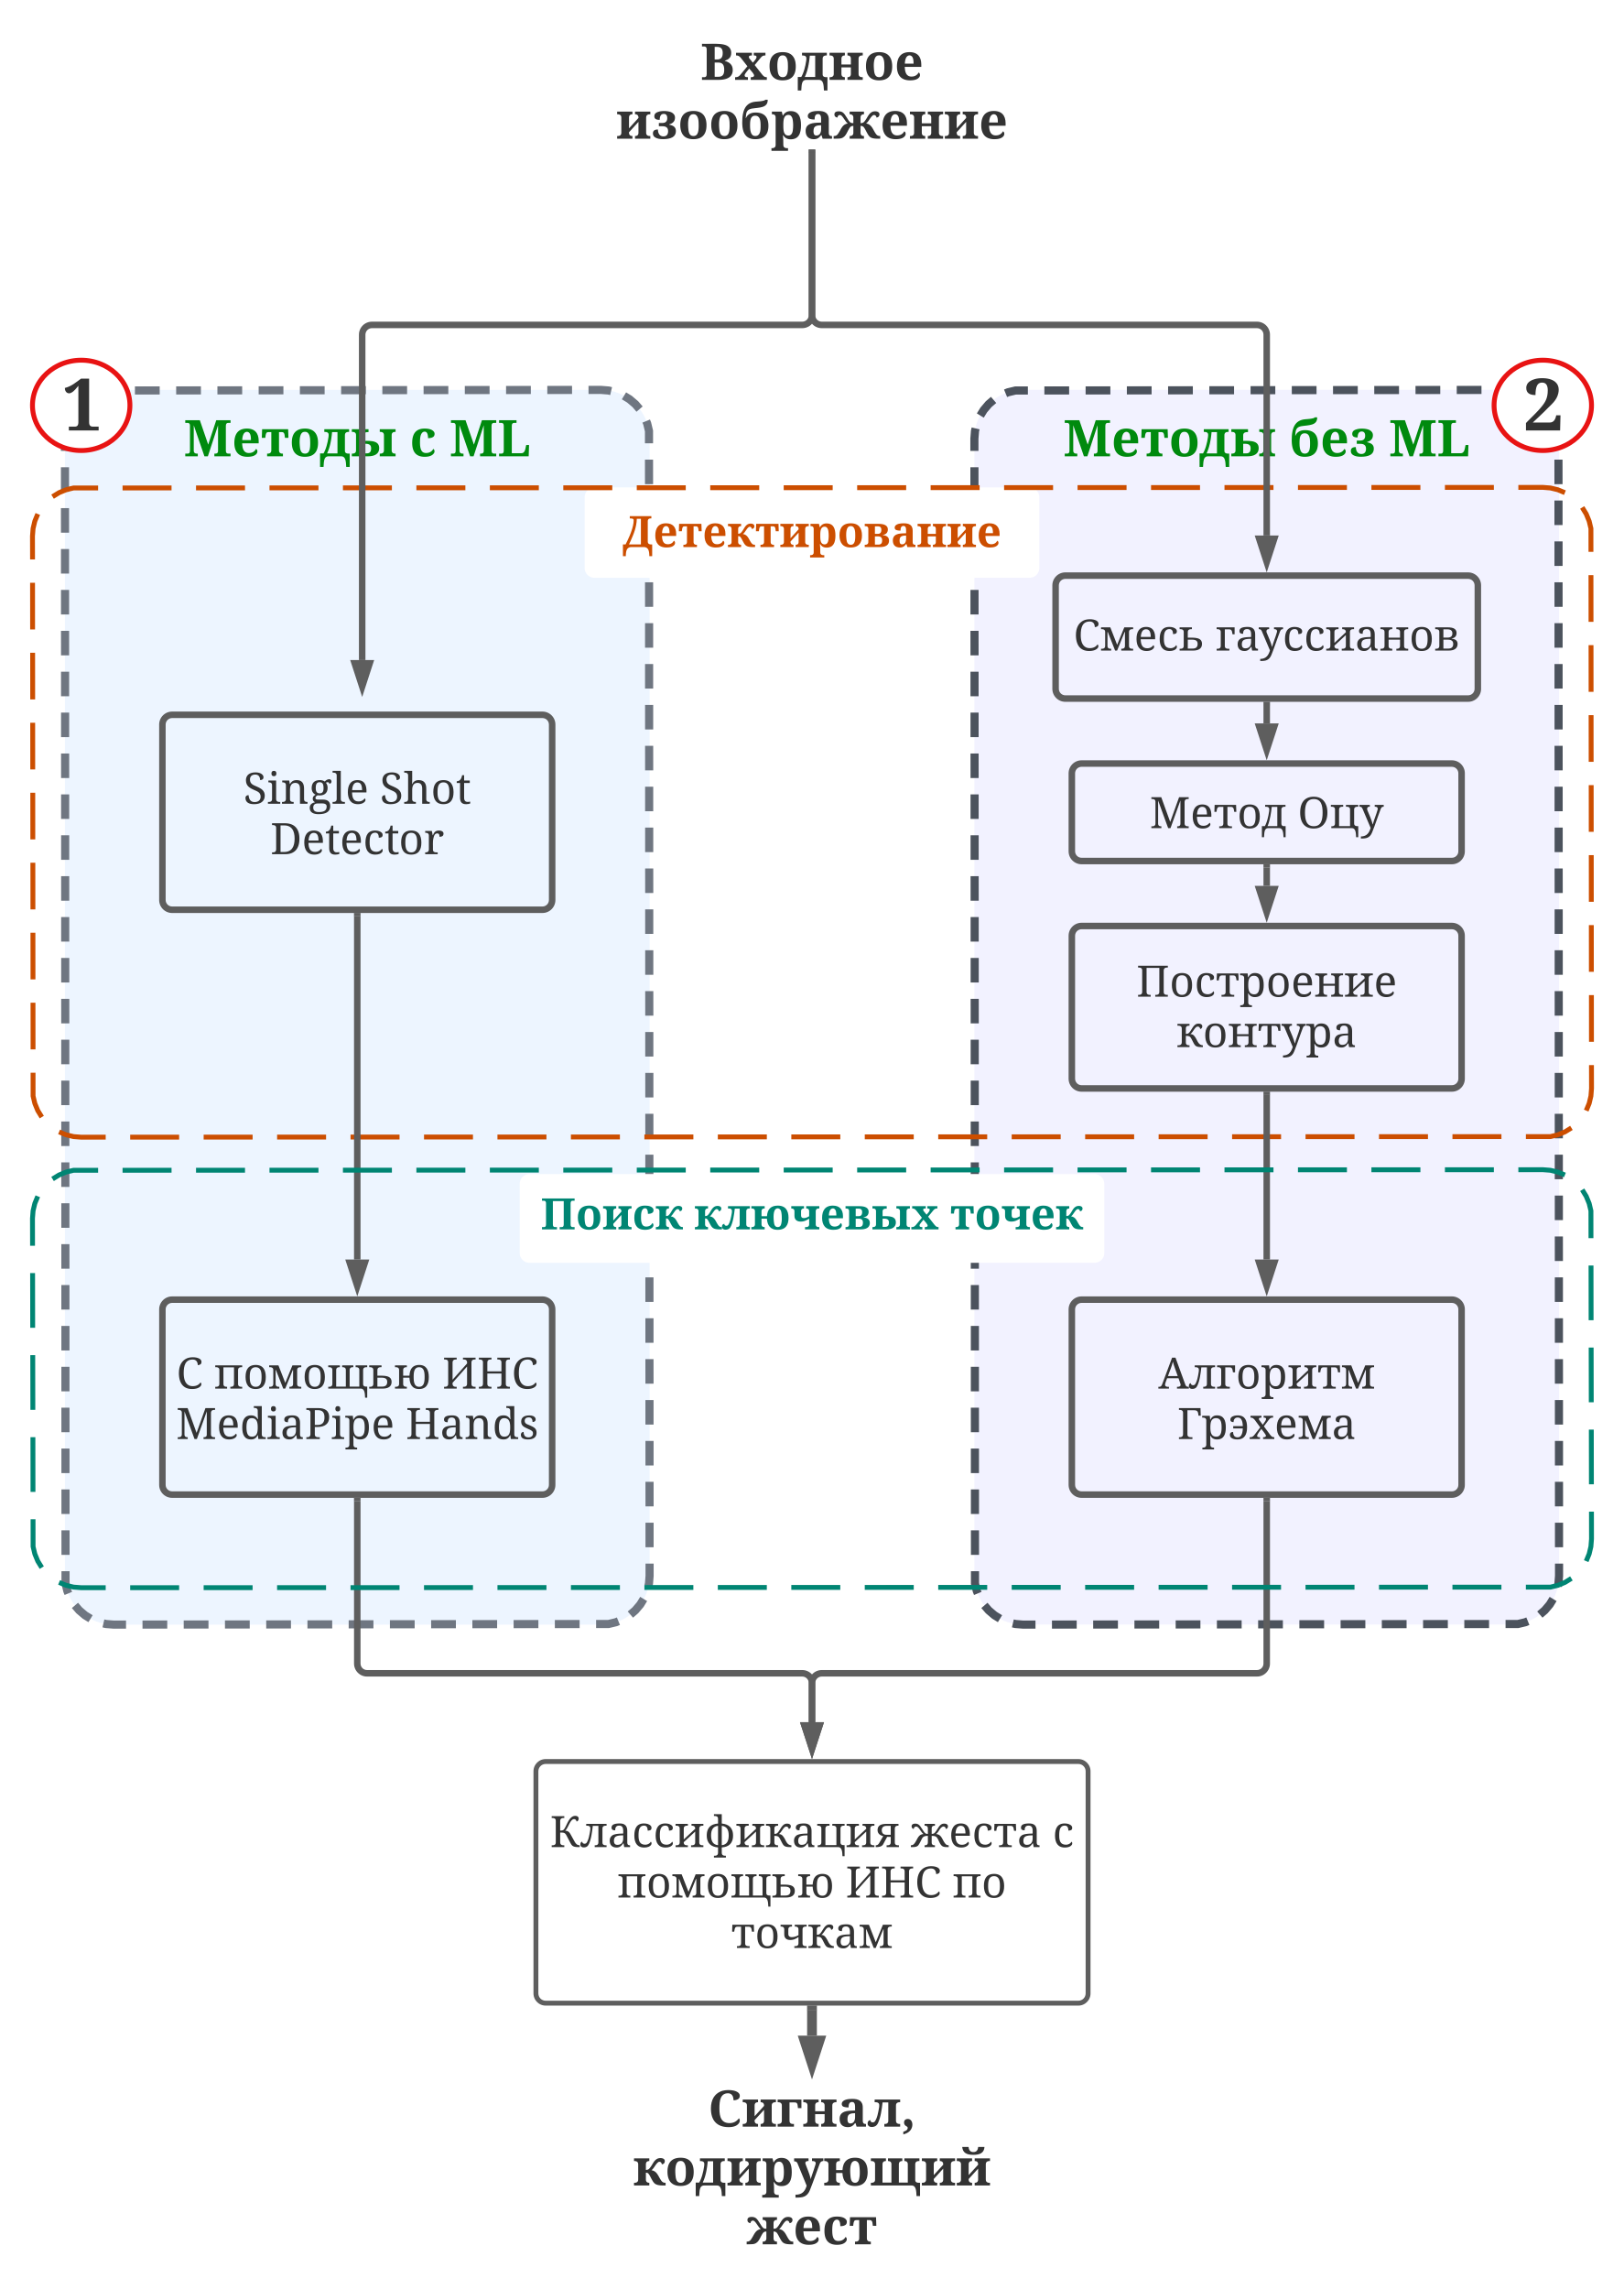 Входное
изоображение
1
Методы с ML
2
Методы без ML
Детектирование
Single Shot
Detector
Смесь гауссианов
Метод Оцу
Построение
контура
Поиск ключевых точек
С помощью ИНС
MediaPipe Hands
Алгоритм
Грэхема
Классификация жеста с
помощью ИНС по
точкам
Сигнал,
кодирующий
жест